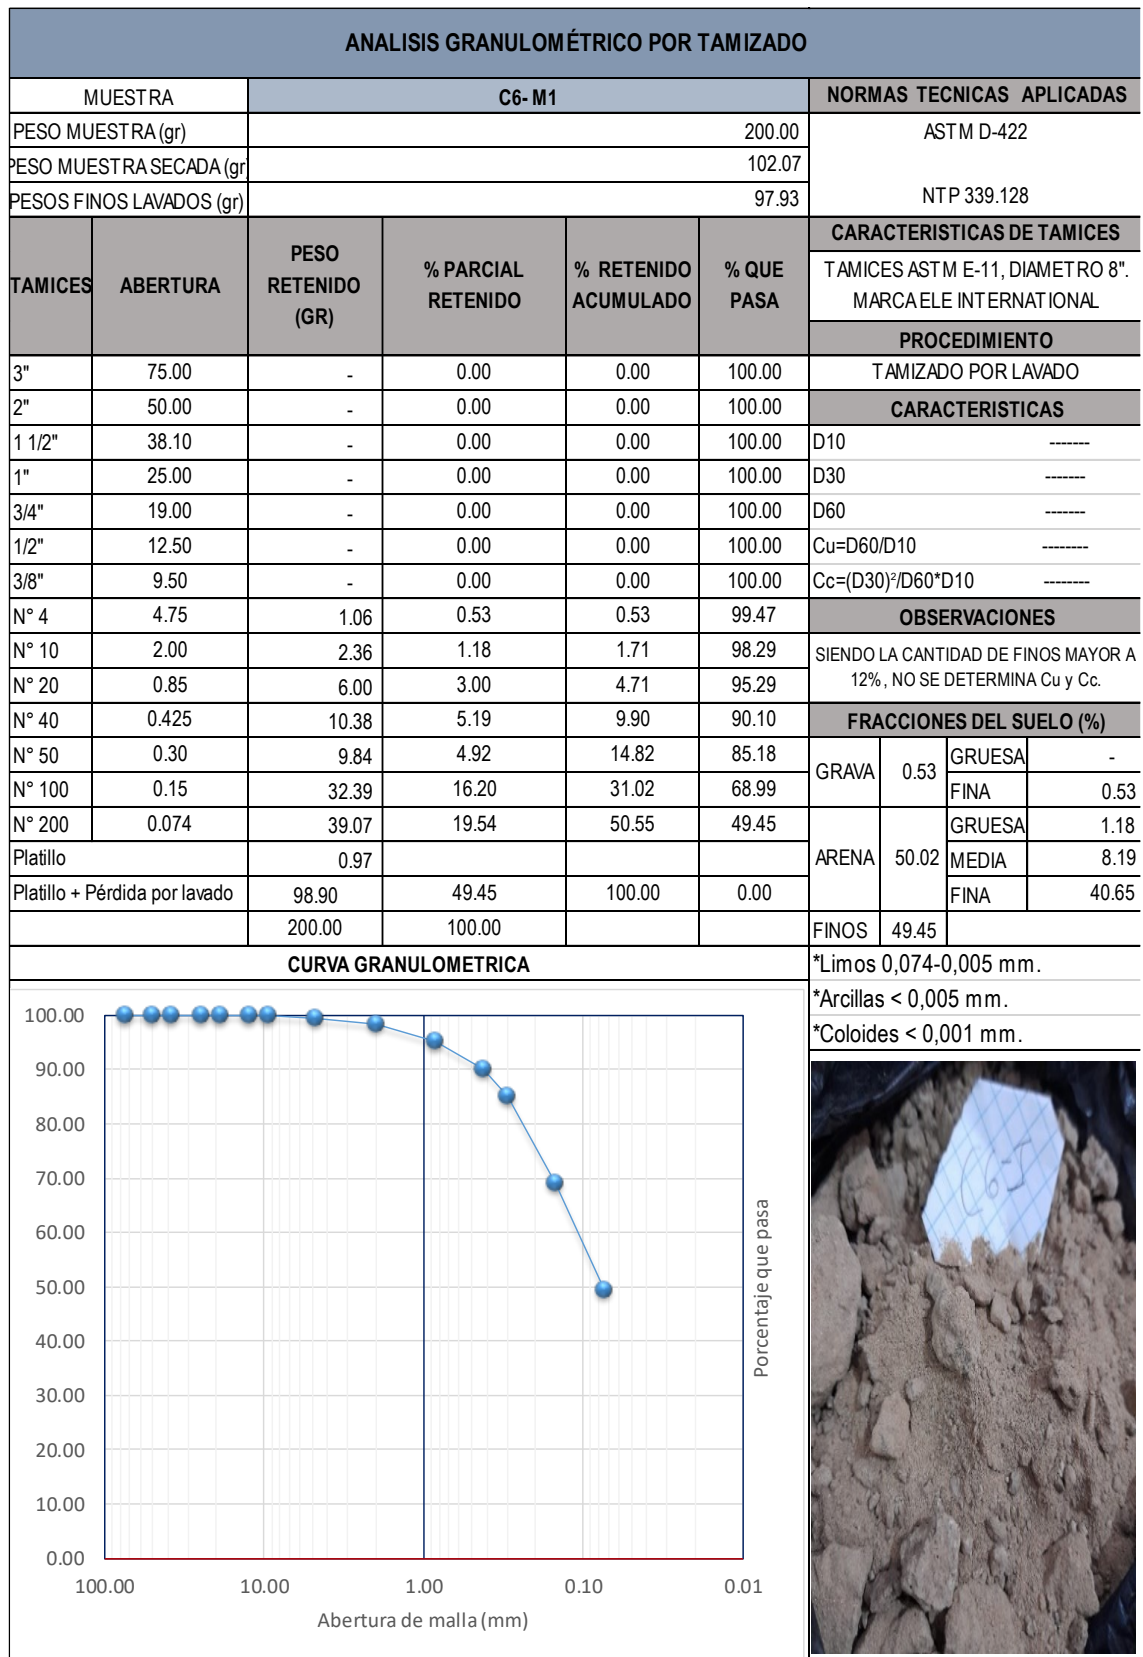 ANALISIS GRANULOMÉTRICO POR TAMIZADO
MUESTRA C6- M1 NORMAS TECNICAS APLICADAS
PESO MUESTRA (gr) 200.00 ASTM D-422
PESO MUESTRA SECADA (gr) 102.07
PESOS FINOS LAVADOS (gr) 97.93 NTP 339.128
TAMICES ABERTURA PESO RETENIDO (GR) % PARCIAL RETENIDO % RETENIDO ACUMULADO % QUE PASA
CARACTERISTICAS DE TAMICES
TAMICES ASTM E-11, DIAMETRO 8".
MARCA ELE INTERNATIONAL
PROCEDIMIENTO
3" 75.00 - 0.00 0.00 100.00 TAMIZADO POR LAVADO
2" 50.00 - 0.00 0.00 100.00 CARACTERISTICAS
1 1/2" 38.10 - 0.00 0.00 100.00 D10 -------
1" 25.00 - 0.00 0.00 100.00 D30 -------
3/4" 19.00 - 0.00 0.00 100.00 D60 -------
1/2" 12.50 - 0.00 0.00 100.00 Cu=D60/D10 --------
3/8" 9.50 - 0.00 0.00 100.00 Cc=(D30)²/D60*D10 --------
N° 4 4.75 1.06 0.53 0.53 99.47 OBSERVACIONES
N° 10 2.00 2.36 1.18 1.71 98.29 SIENDO LA CANTIDAD DE FINOS MAYOR A
N° 20 0.85 6.00 3.00 4.71 95.29 12%, NO SE DETERMINA Cu y Cc.
N° 40 0.425 10.38 5.19 9.90 90.10 FRACCIONES DEL SUELO (%)
N° 50 0.30 9.84 4.92 14.82 85.18 GRAVA 0.53 GRUESA -
N° 100 0.15 32.39 16.20 31.02 68.99 FINA 0.53
N° 200 0.074 39.07 19.54 50.55 49.45 GRUESA 1.18
Platillo 0.97 ARENA 50.02 MEDIA 8.19
Platillo + Pérdida por lavado 98.90 49.45 100.00 0.00 FINA 40.65
200.00 100.00 FINOS 49.45
CURVA GRANULOMETRICA *Limos 0,074-0,005 mm.
*Arcillas < 0,005 mm.
*Coloides < 0,001 mm.
100.00
90.00
80.00
70.00
60.00
50.00
40.00
30.00
20.00
10.00
0.00
100.00 10.00 1.00 0.10 0.01
Abertura de malla (mm)
Porcentaje que pasa